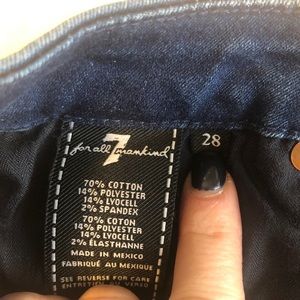 7
for all mankind
28
70% COTTON
14% POLYESTER
14% LYOCELL
2% SPANDEX
70% COTON
14% POLYESTER
14% LYOCELL
2% ÉLASTHANNE
MADE IN MEXICO
FABRIQUÉ AU MEXIQUE
SEE REVERSE FOR CARE
ENTRETIEN AU VERSO